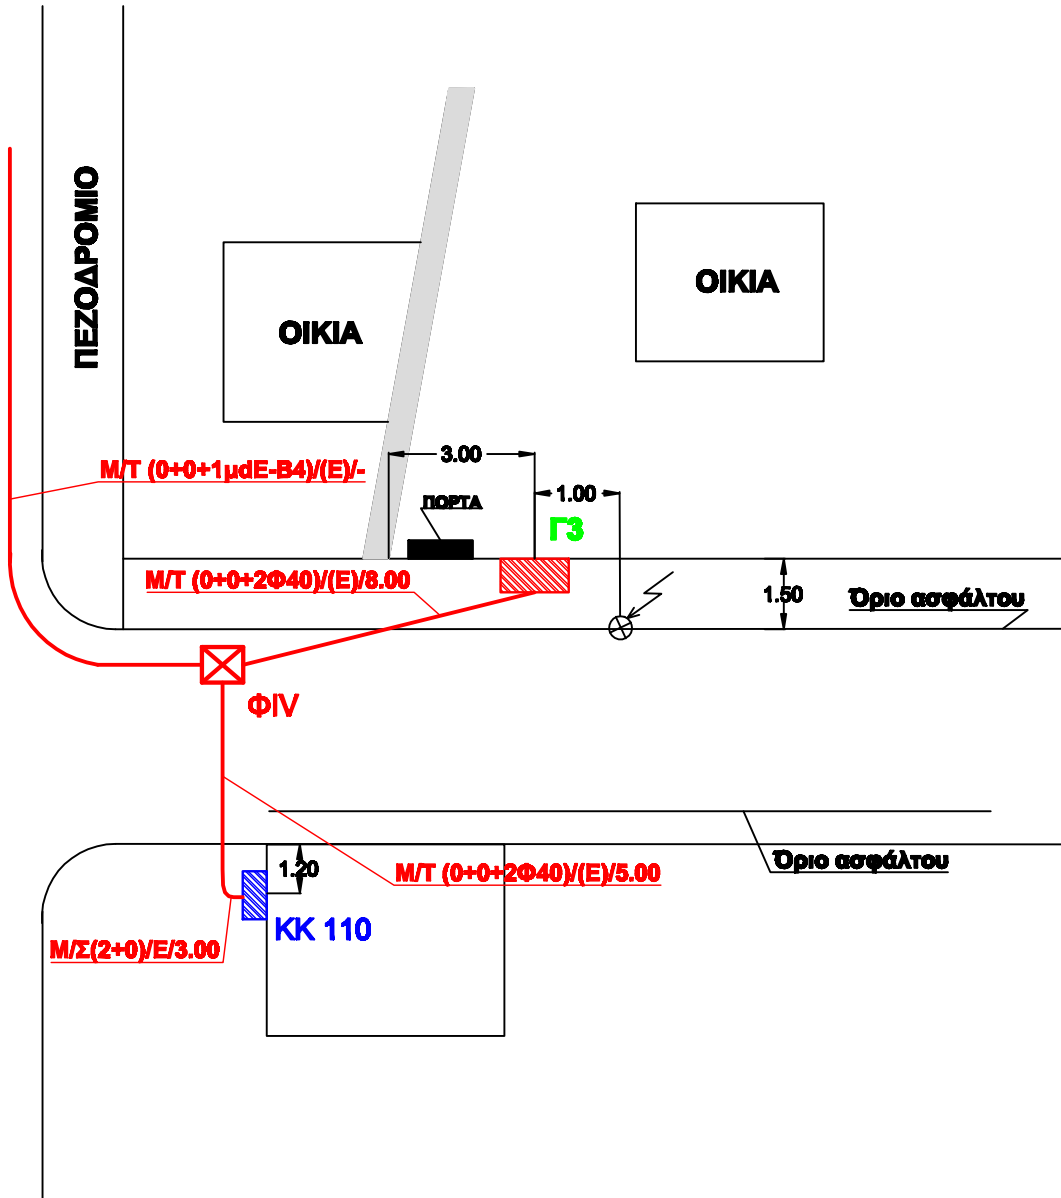 ΠΕΖΟΔΡΟΜΙΟ
ΟΙΚΙΑ
ΟΙΚΙΑ
3.00
Μ/Τ (0+0+1μdE-B4)/(Ε)/-
1.00
ΠΟΡΤΑ
Γ3
Μ/Τ (0+0+2Φ40)/(Ε)/8.00
1.50
Όριο ασφάλτου
ΦIV
1.20
Μ/Τ (0+0+2Φ40)/(Ε)/5.00
Όριο ασφάλτου
ΚΚ 110
Μ/Σ(2+0)/Ε/3.00